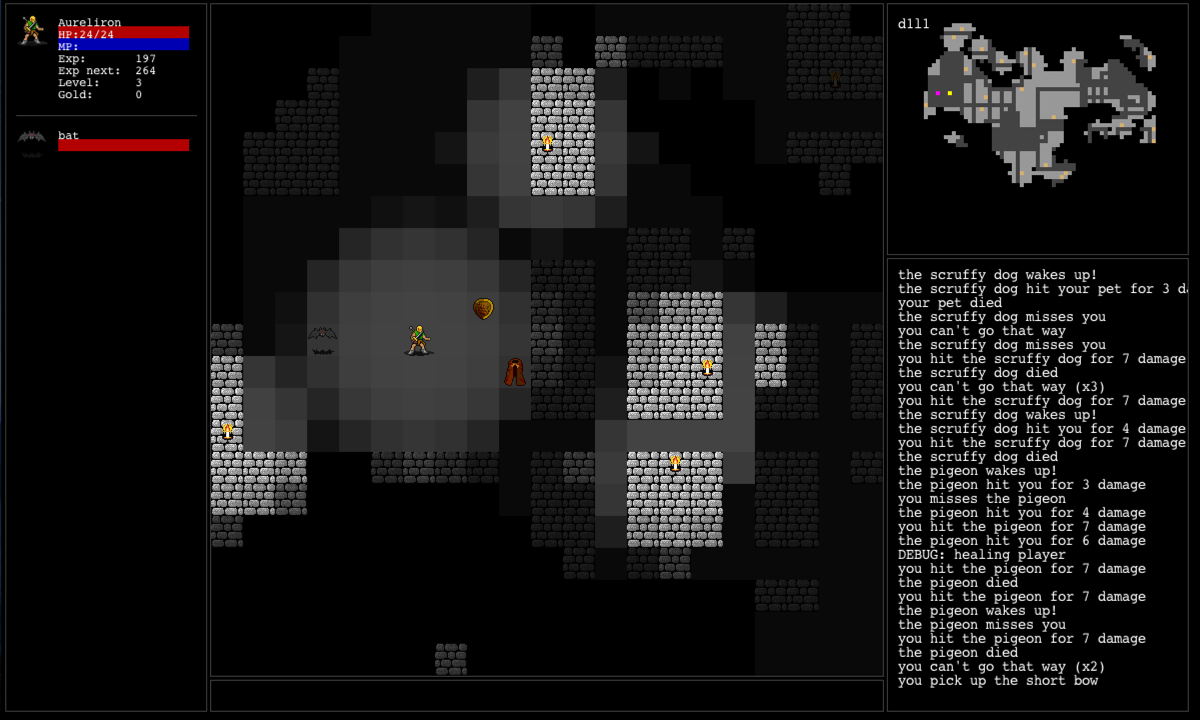 Aureliron
HP:24/24
MP:
Exp: 197
Exp next: 264
Level: 3
Gold: 0
bat
d1l1
the scruffy dog wakes up!
the scruffy dog hit your pet for 3 d
your pet died
the scruffy dog misses you
you can't go that way
the scruffy dog misses you
you hit the scruffy dog for 7 damage
the scruffy dog died
you can't go that way (x3)
you hit the scruffy dog for 7 damage
the scruffy dog wakes up!
the scruffy dog hit you for 4 damage
you hit the scruffy dog for 7 damage
the scruffy dog died
the pigeon wakes up!
the pigeon hit you for 3 damage
you misses the pigeon
the pigeon hit you for 4 damage
you hit the pigeon for 7 damage
the pigeon hit you for 6 damage
DEBUG: healing player
you hit the pigeon for 7 damage
the pigeon died
you hit the pigeon for 7 damage
the pigeon wakes up!
the pigeon misses you
you hit the pigeon for 7 damage
the pigeon died
you can't go that way (x2)
you pick up the short bow